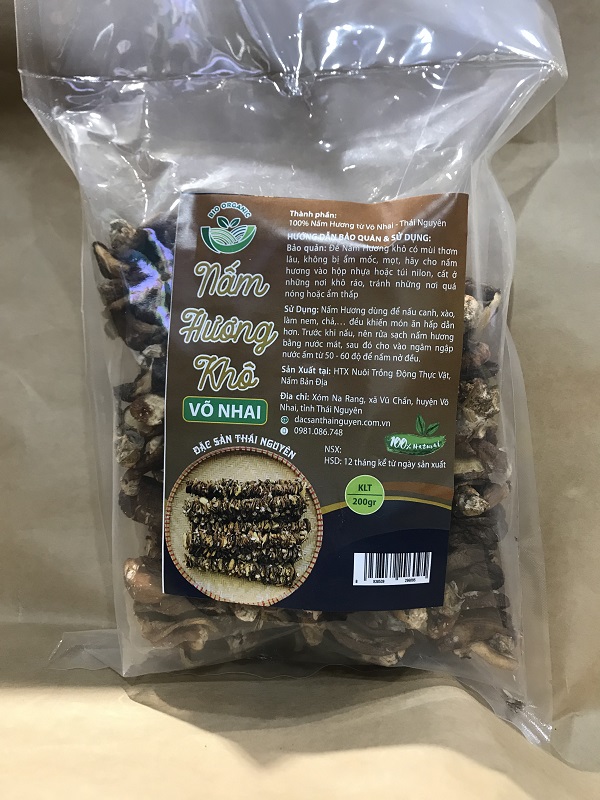 BIO ORGANIC
Nấm
Hương
Khô
VÕ NHAI
ĐẶC SẢN THÁI NGUYÊN
Thành phần:
100% Nấm Hương từ Võ Nhai - Thái Nguyên
HƯỚNG DẪN BẢO QUẢN & SỬ DỤNG:
Bảo quản: Để Nấm Hương khô có mùi thơm
lâu, không bị ẩm mốc, mọt, hãy cho nấm
hương vào hộp nhựa hoặc túi nilon, cất ở
những nơi khô ráo, tránh những nơi quá
nóng hoặc ẩm thấp
Sử Dụng: Nấm Hương dùng để nấu canh, xào,
làm nem, chả,... đều khiến món ăn hấp dẫn
hơn. Trước khi nấu, nên rửa sạch nấm hương
bằng nước mát, sau đó cho vào ngâm ngập
nước ấm từ 50 - 60 độ để nấm nở đều.
Sản Xuất tại: HTX Nuôi Trồng Động Thực Vật,
Nấm Bản Địa
Địa chỉ: Xóm Na Rang, xã Vũ Chấn, huyện Võ
Nhai, tỉnh Thái Nguyên
dacsanthainguyen.com.vn
0981.086.748
100% Natural
NSX:
HSD: 12 tháng kể từ ngày sản xuất
KLT
200gr